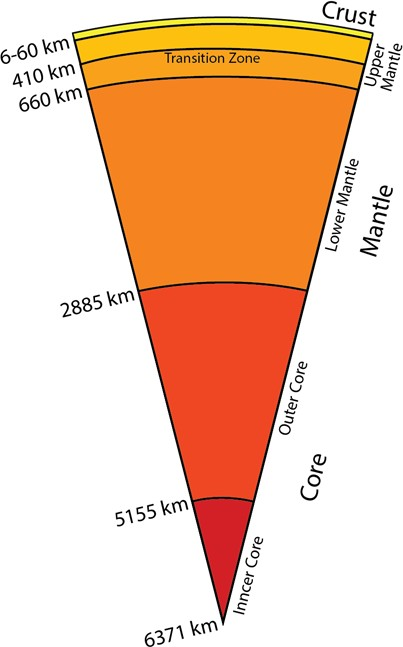 Crust
6-60 km
410 km
660 km
Transition Zone
Upper
Mantle
Lower Mantle
Mantle
2885 km
Outer Core
Core
5155 km
Inncer Core
6371 km